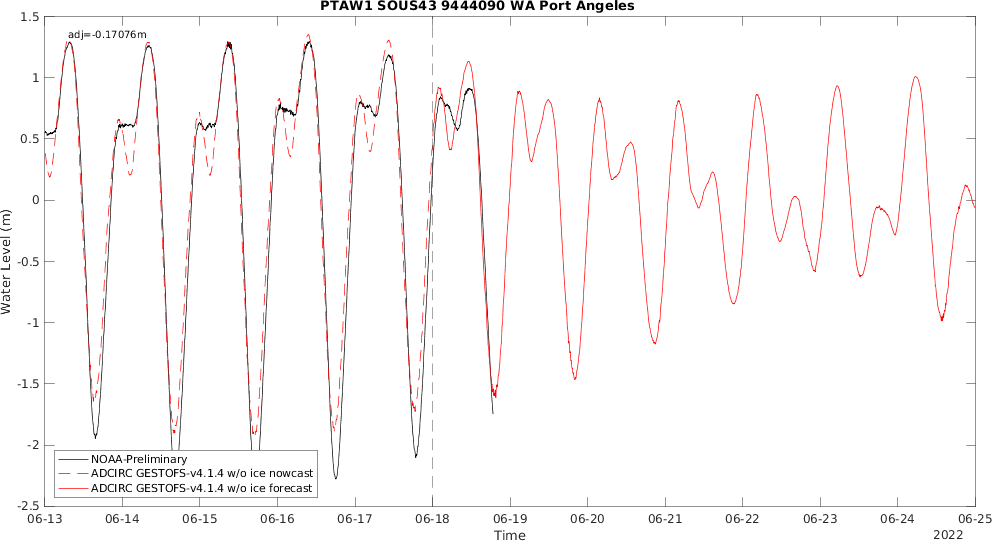 PTAW1 SOUS43 9444090 WA Port Angeles
adj=-0.17076m
1.5
1
0.5
0
-0.5
-1
-1.5
-2
-2.5
Water Level (m)
NOAA-Preliminary
ADCIRC GESTOFS-v4.1.4 w/o ice nowcast
ADCIRC GESTOFS-v4.1.4 w/o ice forecast
06-13 06-14 06-15 06-16 06-17 06-18 06-19 06-20 06-21 06-22 06-23 06-24 06-25
Time
2022